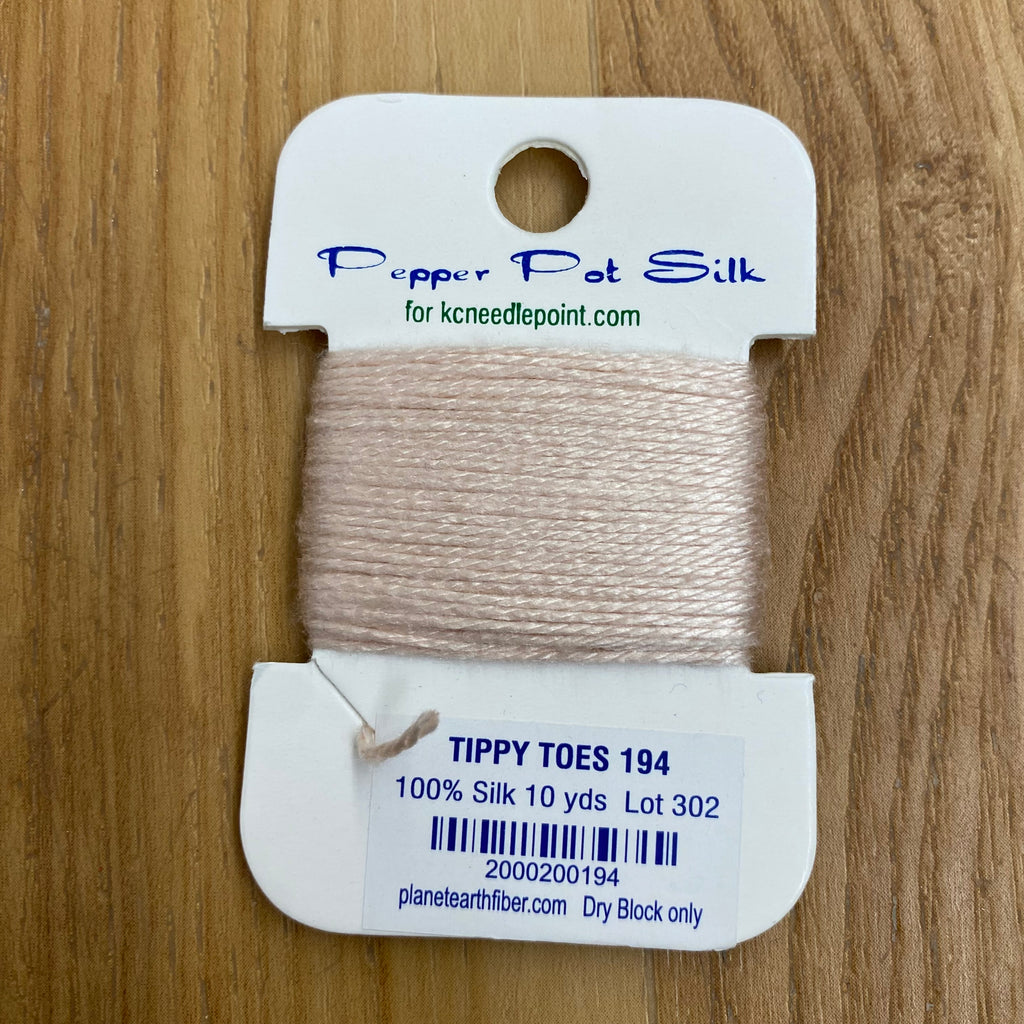 Pepper Pot Silk
for kcneedlepoint.com
TIPPY TOES 194
100% Silk 10 yds Lot 302
2000200194
planetearthfiber.com Dry Block only